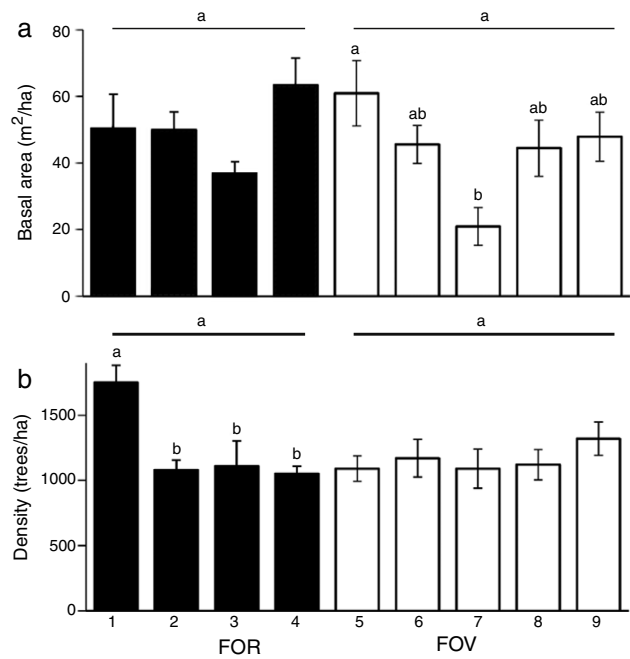 a
a a
80
60
40
20
0
Basal area (m²/ha)
a
ab
b
ab
ab
b
a a
1500
1000
500
0
Density (trees/ha)
a
b
b
b
1 2 3 4 5 6 7 8 9
FOR FOV